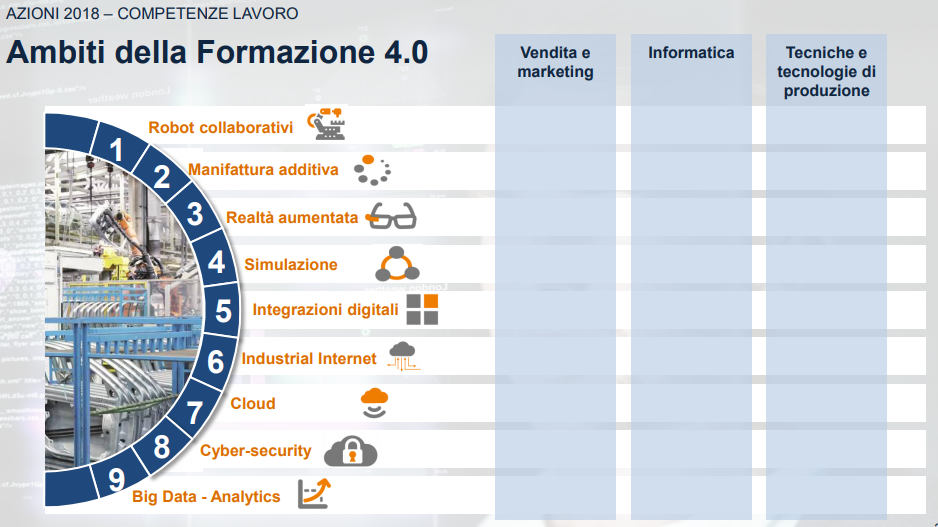 AZIONI 2018 – COMPETENZE LAVORO
Ambiti della Formazione 4.0
Vendita e
marketing
Informatica
Tecniche e
tecnologie di
produzione
1
Robot collaborativi
2
Manifattura additiva
3
Realtà aumentata
4
Simulazione
5
Integrazioni digitali
6
Industrial Internet
7
Cloud
8
Cyber-security
9
Big Data - Analytics